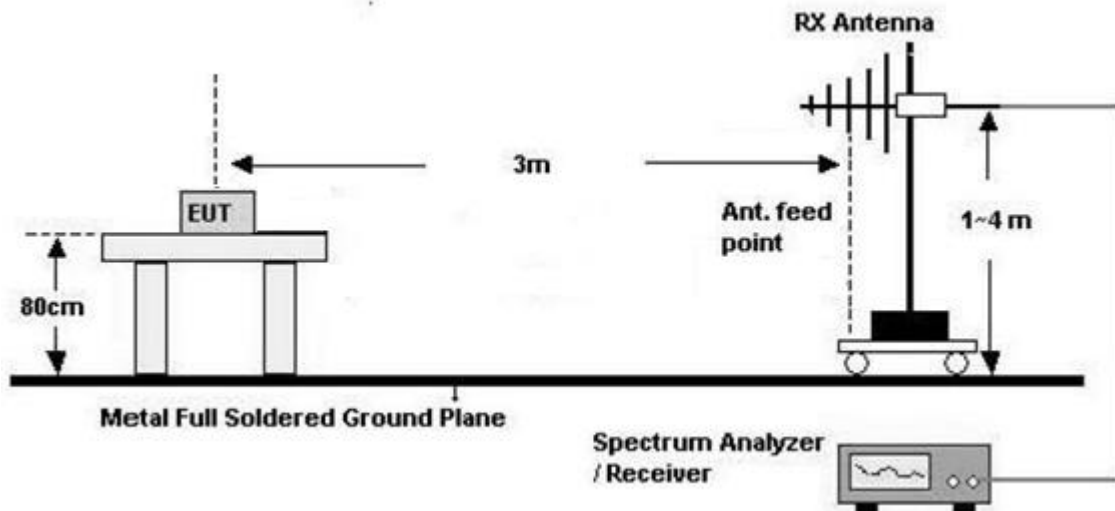 RX Antenna
3m
EUT
Ant. feed
point
1~4 m
80cm
Metal Full Soldered Ground Plane
Spectrum Analyzer
/ Receiver